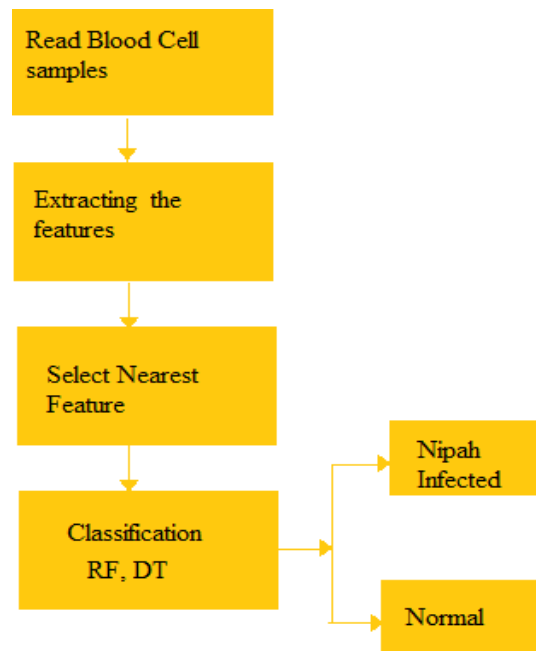 Read Blood Cell
samples
Extracting the
features
Select Nearest
Feature
Classification
RF, DT
Nipah
Infected
Normal